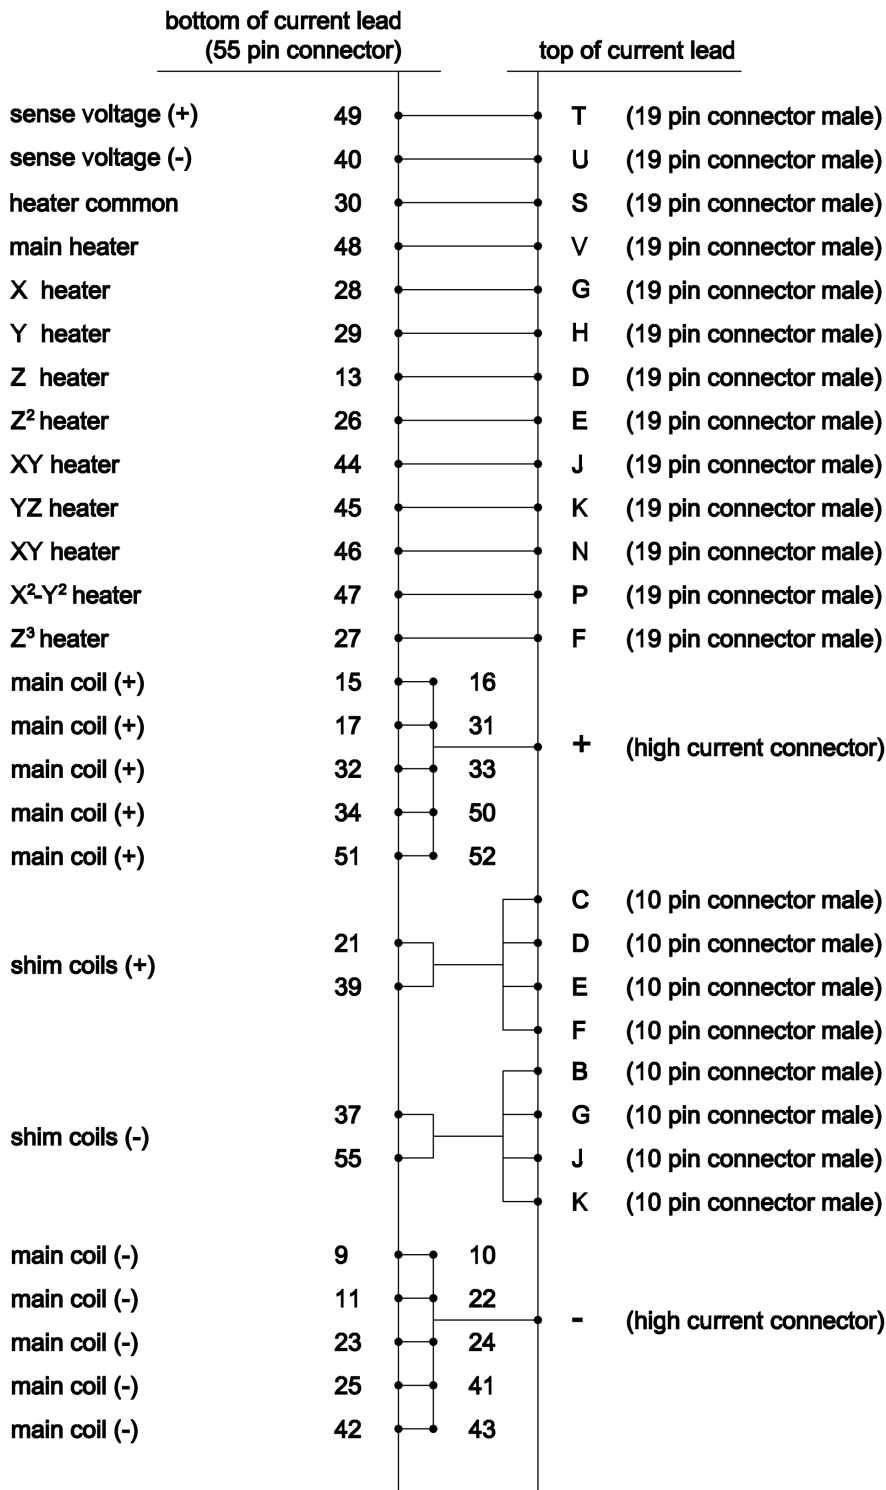 bottom of current lead
(55 pin connector)
top of current lead
sense voltage (+) 49 T (19 pin connector male)
sense voltage (-) 40 U (19 pin connector male)
heater common 30 S (19 pin connector male)
main heater 48 V (19 pin connector male)
X heater 28 G (19 pin connector male)
Y heater 29 H (19 pin connector male)
Z heater 13 D (19 pin connector male)
Z² heater 26 E (19 pin connector male)
XY heater 44 J (19 pin connector male)
YZ heater 45 K (19 pin connector male)
XY heater 46 N (19 pin connector male)
X²-Y² heater 47 P (19 pin connector male)
Z³ heater 27 F (19 pin connector male)
main coil (+) 15 16
main coil (+) 17 31
+ (high current connector)
main coil (+) 32 33
main coil (+) 34 50
main coil (+) 51 52
C (10 pin connector male)
21 D (10 pin connector male)
shim coils (+)
39 E (10 pin connector male)
F (10 pin connector male)
B (10 pin connector male)
37 G (10 pin connector male)
shim coils (-)
55 J (10 pin connector male)
K (10 pin connector male)
main coil (-) 9 10
main coil (-) 11 22
- (high current connector)
main coil (-) 23 24
main coil (-) 25 41
main coil (-) 42 43